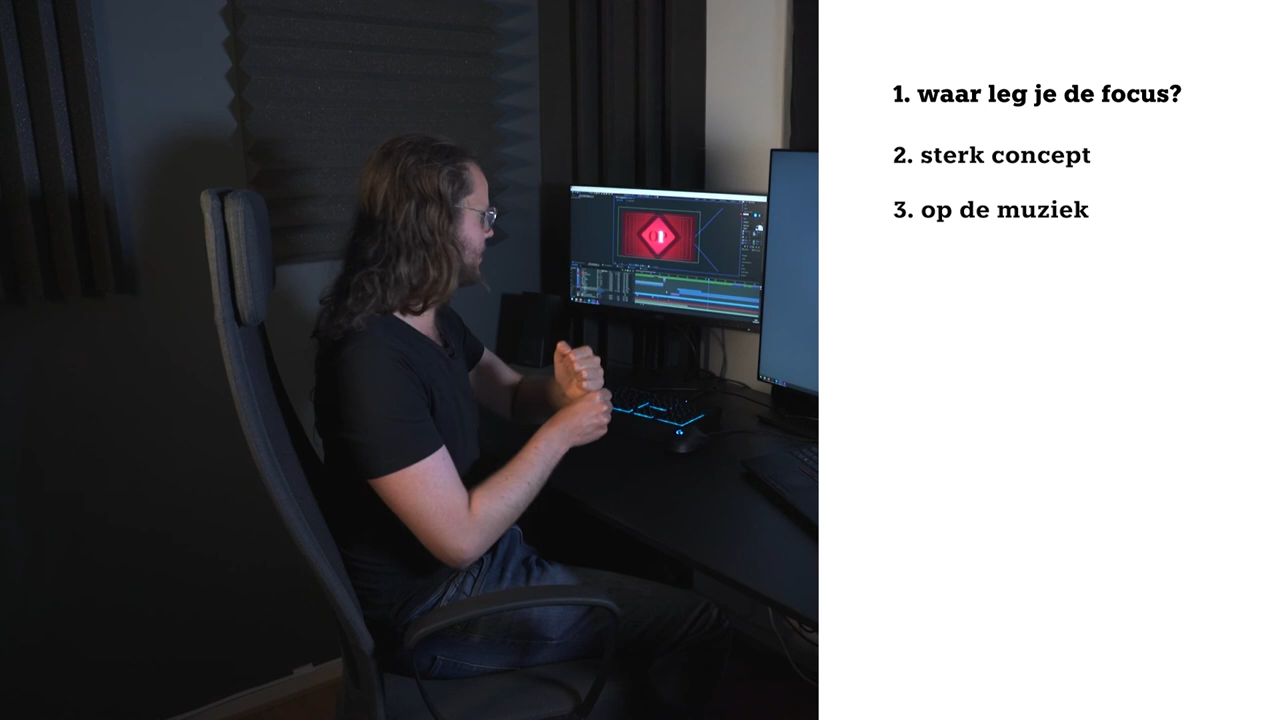 1. waar leg je de focus?
2. sterk concept
3. op de muziek